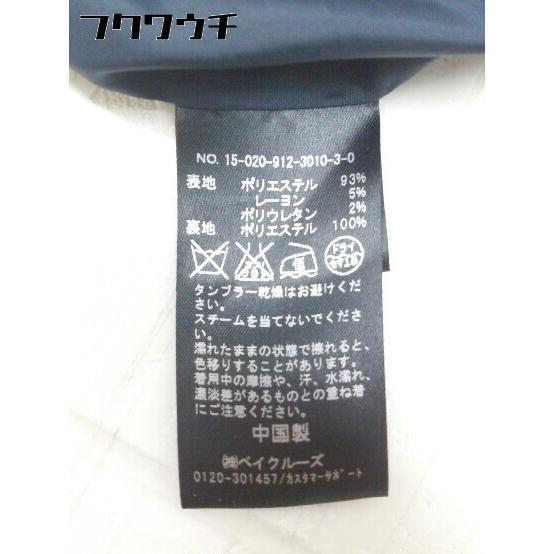 フクワウチ
NO. 15-020-912-3010-3-0
表地 ポリエステル 93%
レーヨン 5%
ポリウレタン 2%
裏地 ポリエステル 100%
ドライ
タンブラー乾燥はお避けくだ
さい。
スチームを当てないでくださ
い。
濡れたままの状態で擦れると、
色移りすることがあります。
着用中の摩擦や、汗、水濡れ、
濃淡差があるものとの重ね着
にご注意ください。
中国製
㈱ベイクルーズ
0120-301457/カスタマーサポート